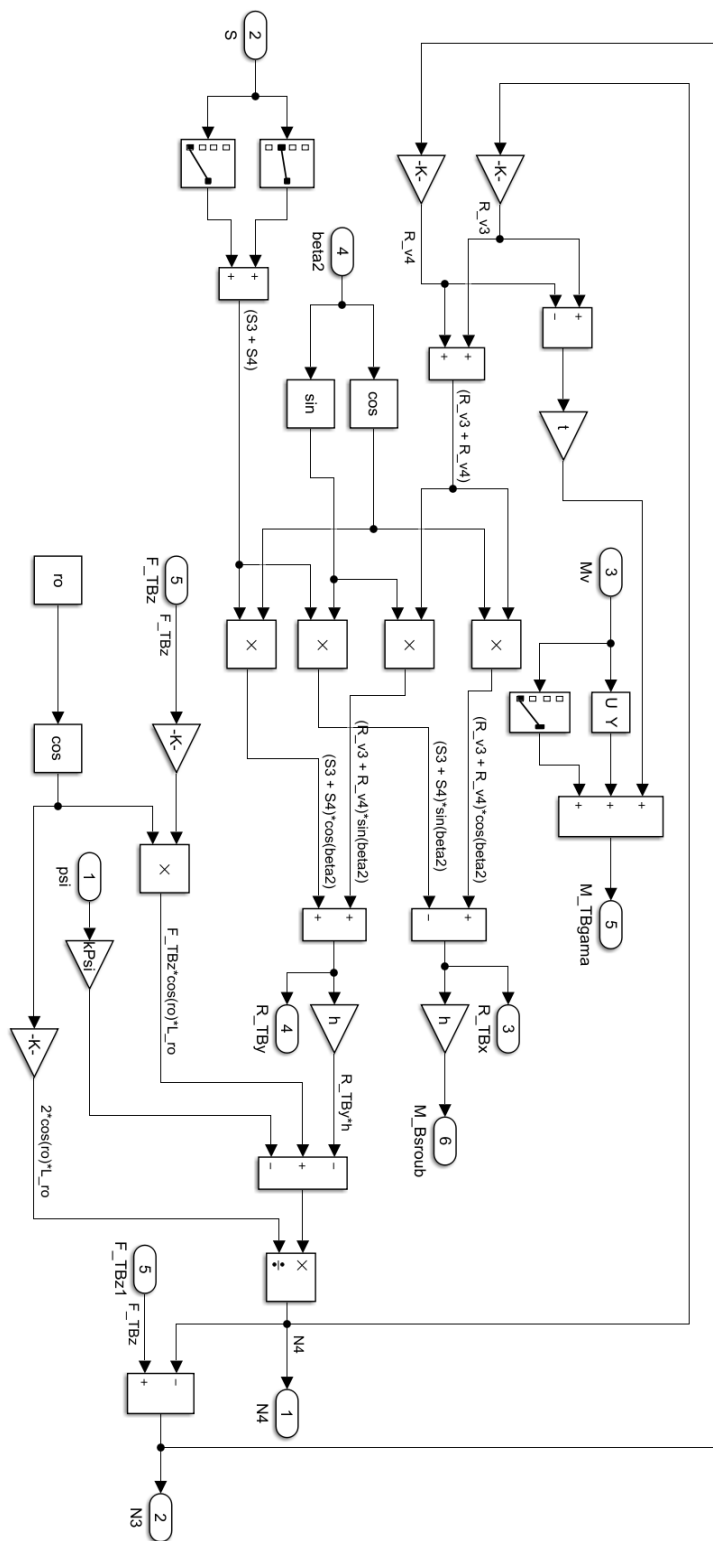 -K-
R_v3
+
-
t
3
Mv
U Y
+
+
+
5
M_TBgama
-K-
R_v4
+
+
(R_v3 + R_v4)
×
(R_v3 + R_v4)*cos(beta2)
+
-
(S3 + S4)*sin(beta2)
3
R_TBx
h
6
M_Bsroub
4
beta2
cos
sin
×
(R_v3 + R_v4)*sin(beta2)
×
+
+
(S3 + S4)*cos(beta2)
h
R_TBy*h
4
R_TBy
2
S
+
+
(S3 + S4)
×
-
+
-
×
÷
N4
1
N4
5
F_TBz
F_TBz
-K-
×
F_TBz*cos(ro)*L_ro
ro
cos
1
psi
kPsi
-K-
2*cos(ro)*L_ro
5
F_TBz1
F_TBz
-
+
2
N3